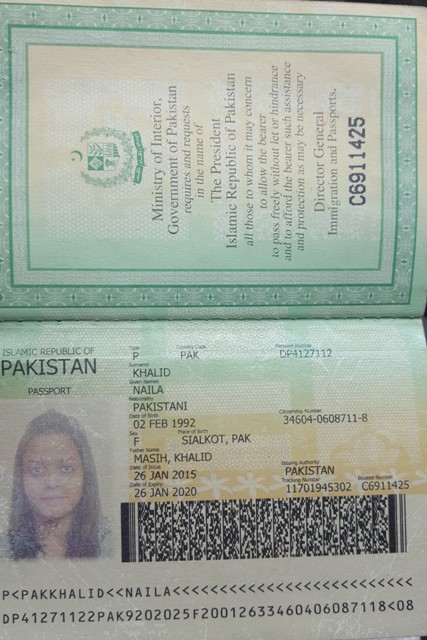 Ministry of Interior,
Government of Pakistan
requires and requests
in the name of
The President
Islamic Republic of Pakistan
all those to whom it may concern
to allow the bearer
to pass freely without let or hindrance
and to afford the bearer such assistance
and protection as may be necessary
Director General
Immigration and Passports.
C6911425
ISLAMIC REPUBLIC OF
PAKISTAN
PASSPORT
Type Country Code Passport Number
P PAK DP4127112
Surname
KHALID
Given Names
NAILA
Nationality
PAKISTANI
Date of Birth Citizenship Number
02 FEB 1992 34604-0608711-8
Sex Place of Birth
F SIALKOT, PAK
Father Name
MASIH, KHALID
Date of Issue Issuing Authority
26 JAN 2015 PAKISTAN
Date of Expiry Tracking Number Booklet Number
26 JAN 2020 11701945302 C6911425
P<PAKKHALID<<NAILA<<<<<<<<<<<<<<<<<<<<<<<<<<
DP41271122PAK9202025F2001263346040​6087118<08